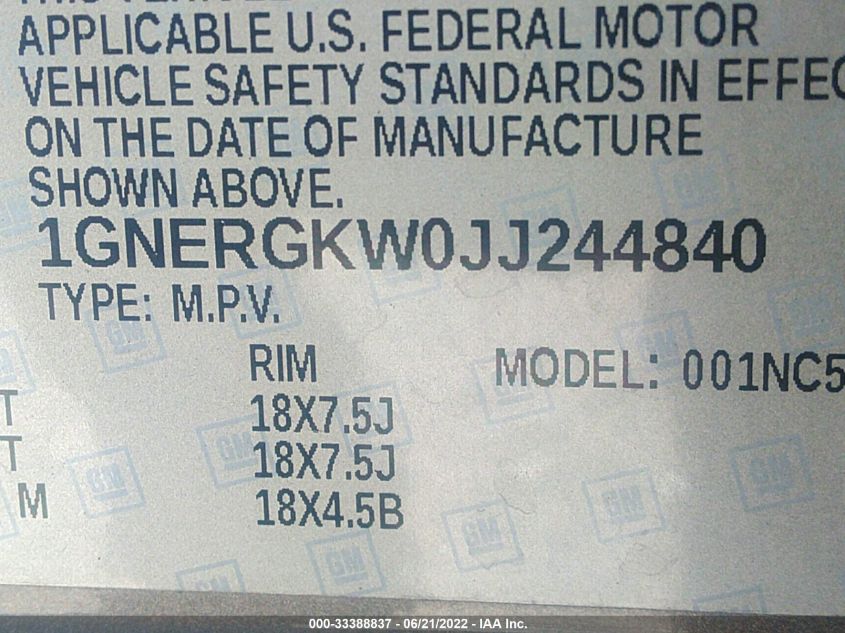 APPLICABLE U.S. FEDERAL MOTOR
VEHICLE SAFETY STANDARDS IN EFFEC
ON THE DATE OF MANUFACTURE
SHOWN ABOVE.
1GNERGKW0JJ244840
TYPE: M.P.V.
RIM MODEL: 001NC5
T 18X7.5J
T 18X7.5J
M 18X4.5B
GM
000-33388837 - 06/21/2022 - IAA Inc.